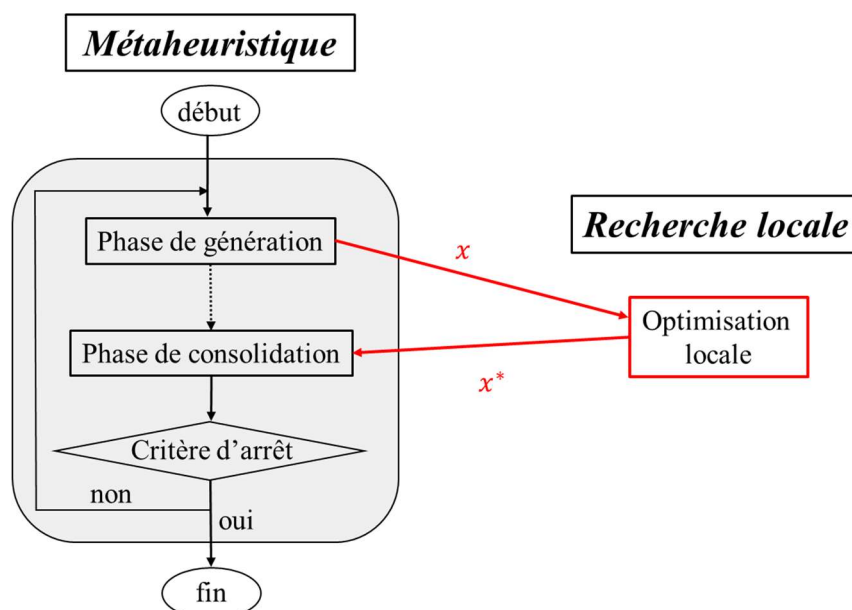 Métaheuristique
début
Phase de génération
x
Recherche locale
Optimisation
locale
Phase de consolidation
x*
Critère d'arrêt
non
oui
fin